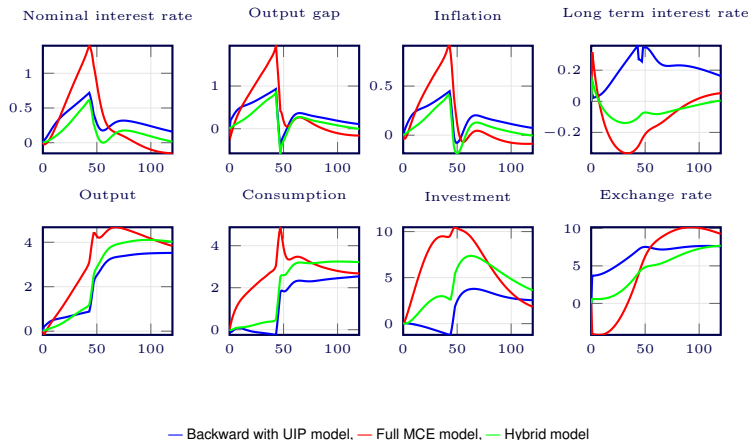 Nominal interest rate
Output gap
Inflation
Long term interest rate
1
0.5
0
0 50 100
1
0
0 50 100
0.5
0
0 50 100
0.2
0
−0.2
0 50 100
Output
Consumption
Investment
Exchange rate
4
2
0
0 50 100
4
2
0
0 50 100
10
5
0
0 50 100
10
5
0
0 50 100
Backward with UIP model, Full MCE model, Hybrid model